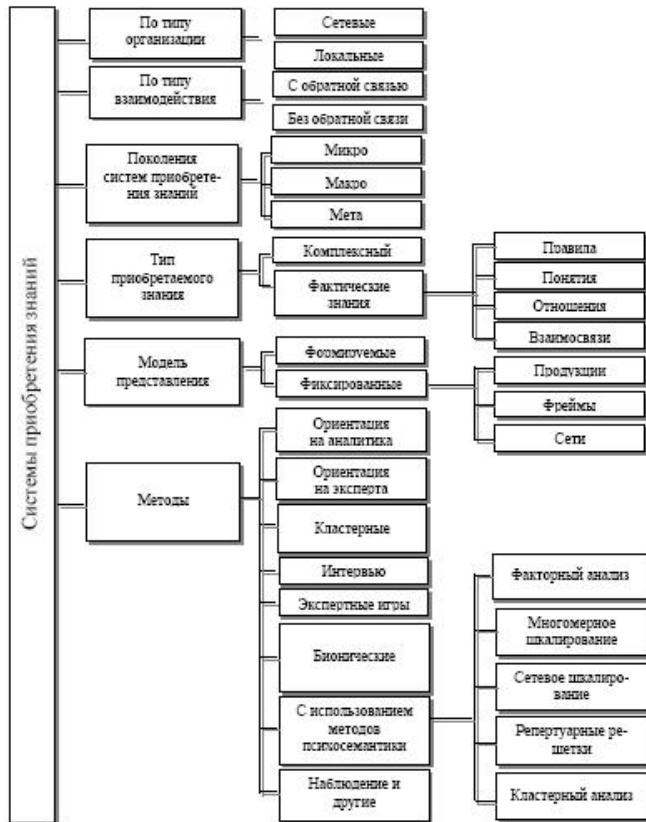 Системы приобретения знаний
По типу
организации
Сетевые
Локальные
По типу
взаимодействия
С обратной связью
Без обратной связи
Поколения
систем приобрете-
ния знаний
Микро
Макро
Мета
Тип
приобретаемого
знания
Комплексный
Фактические
знания
Правила
Понятия
Отношения
Взаимосвязи
Модель
представления
Формируемые
Фиксированные
Продукции
Фреймы
Сети
Методы
Ориентация
на аналитика
Ориентация
на эксперта
Кластерные
Интервью
Экспертные игры
Бионические
С использованием
методов
психосемантики
Наблюдение и
другие
Факторный анализ
Многомерное
шкалирование
Сетевое шкалиро-
вание
Репертуарные ре-
шетки
Кластерный анализ